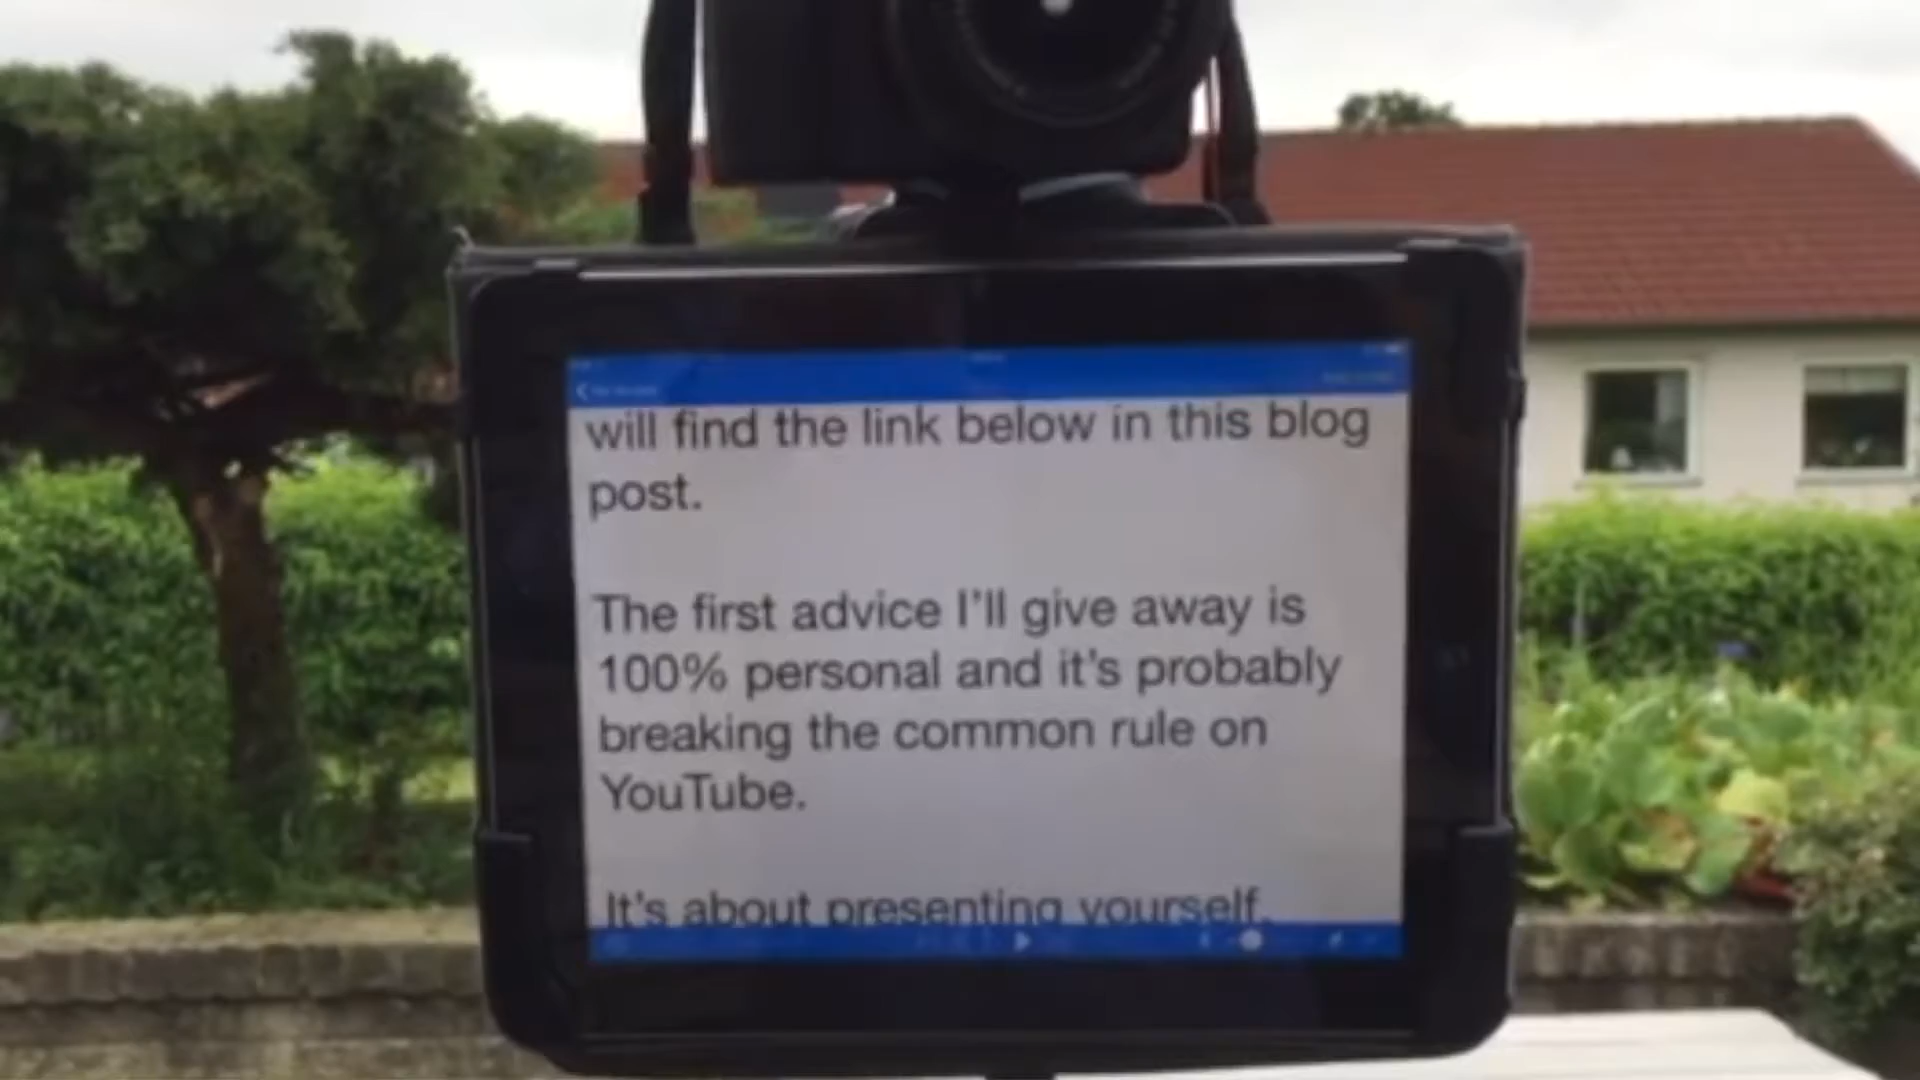 will find the link below in this blog
post.
The first advice I'll give away is
100% personal and it's probably
breaking the common rule on
YouTube.
It's about presenting yourself.